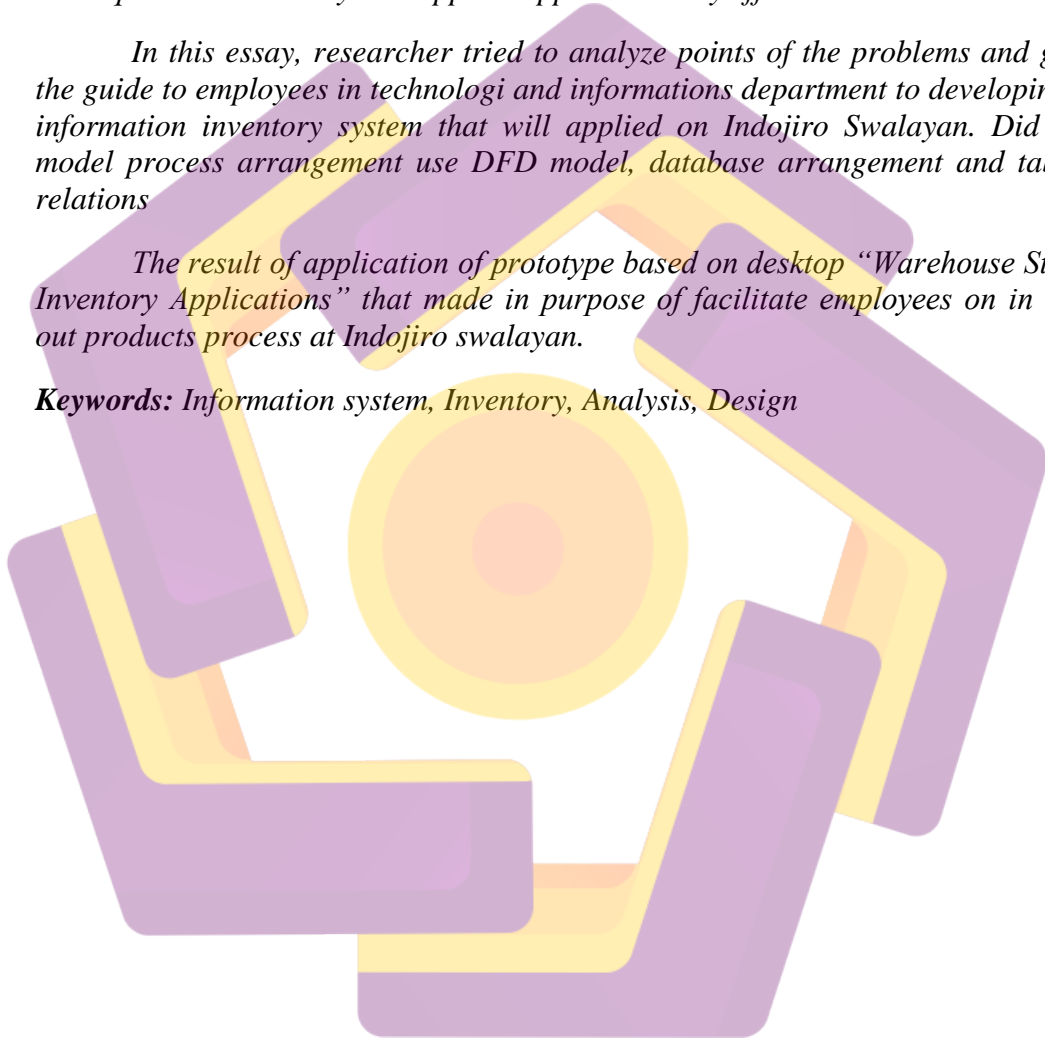 In this essay, researcher tried to analyze points of the problems and
the guide to employees in technologi and informations department to developin
information inventory system that will applied on Indojiro Swalayan. Did
model process arrangement use DFD model, database arrangement and
relations
The result of application of prototype based on desktop “Warehouse St
Inventory Applications” that made in purpose of facilitate employees on in
out products process at Indojiro swalayan.
Keywords: Information system, Inventory, Analysis, Design